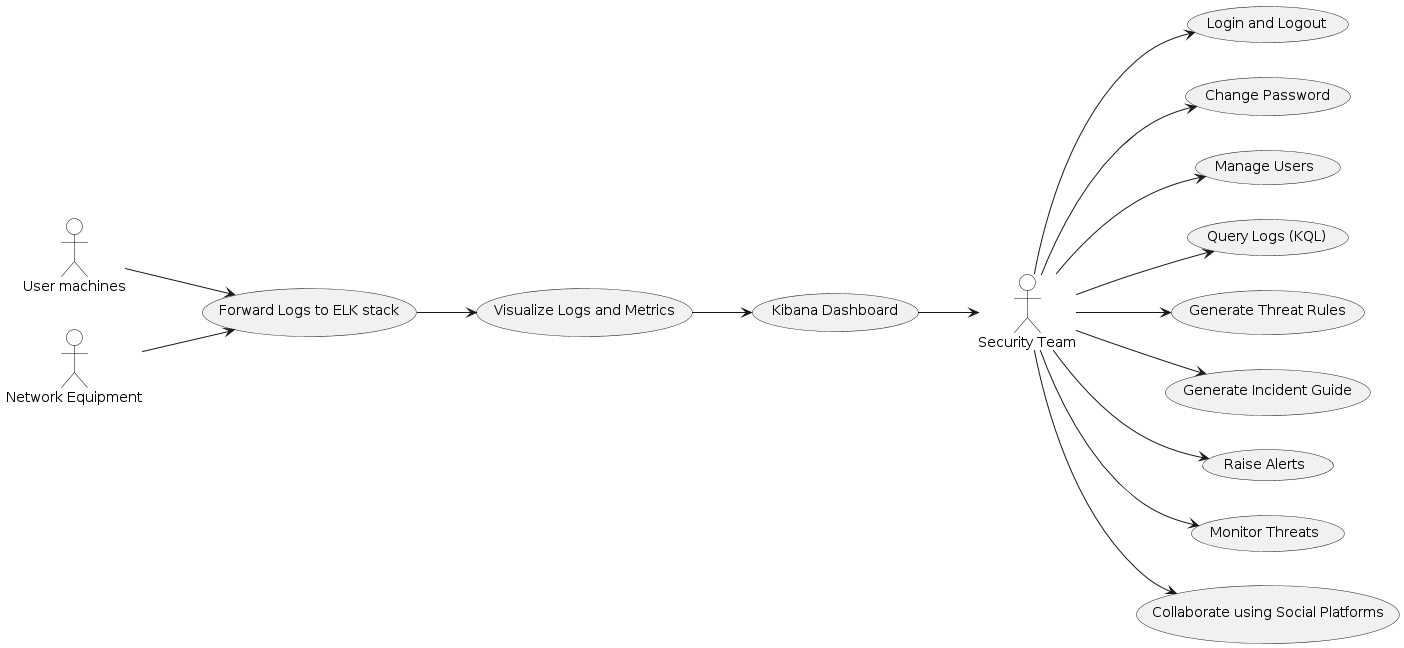 User machines
Network Equipment
Forward Logs to ELK stack
Visualize Logs and Metrics
Kibana Dashboard
Security Team
Login and Logout
Change Password
Manage Users
Query Logs (KQL)
Generate Threat Rules
Generate Incident Guide
Raise Alerts
Monitor Threats
Collaborate using Social Platforms